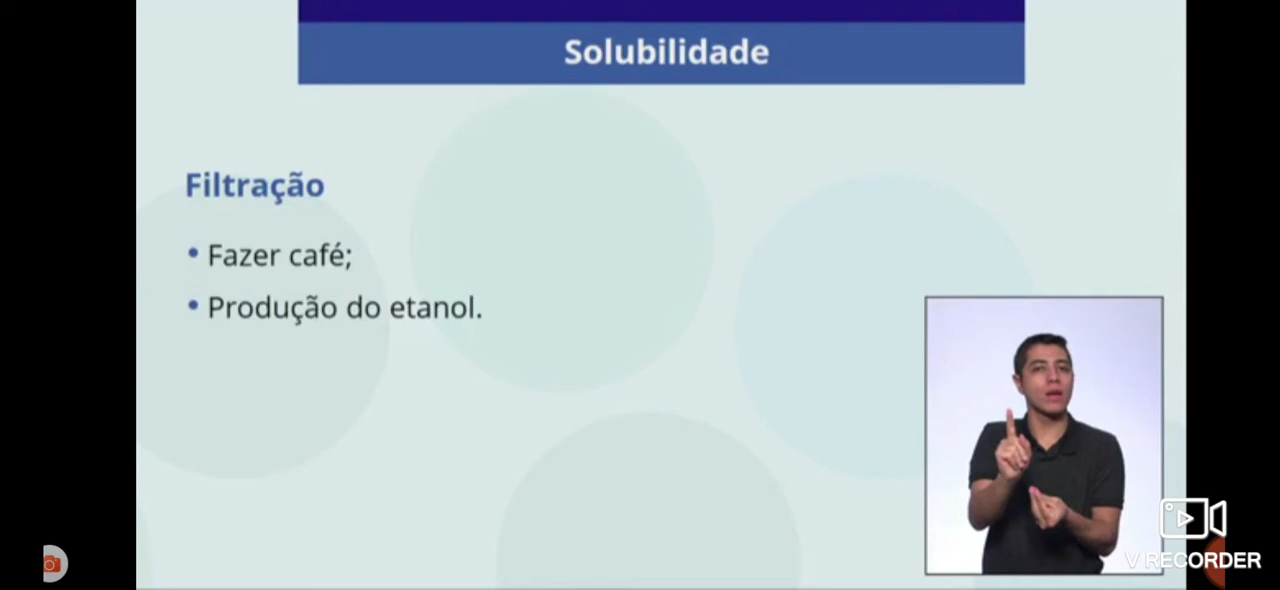 Solubilidade
Filtração
• Fazer café;
• Produção do etanol.
V RECORDER